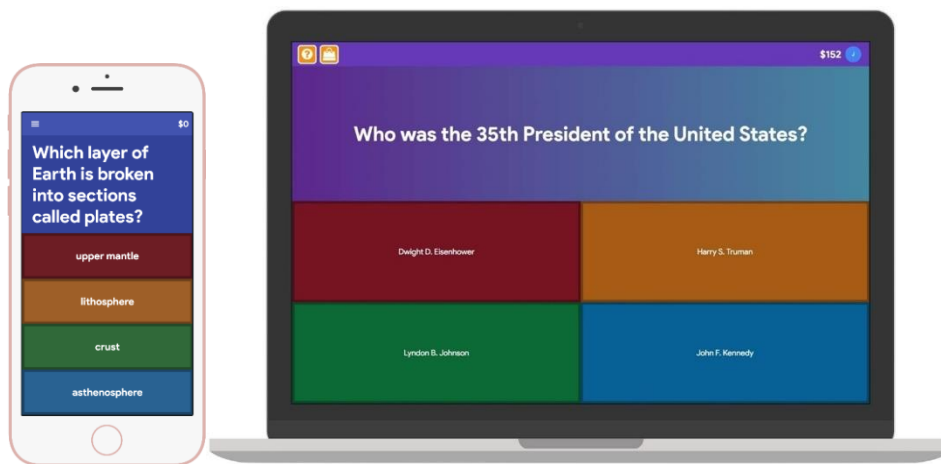 $0
Which layer of
Earth is broken
into sections
called plates?
upper mantle
lithosphere
crust
asthenosphere
?
$152
Who was the 35th President of the United States?
Dwight D. Eisenhower
Harry S. Truman
Lyndon B. Johnson
John F. Kennedy